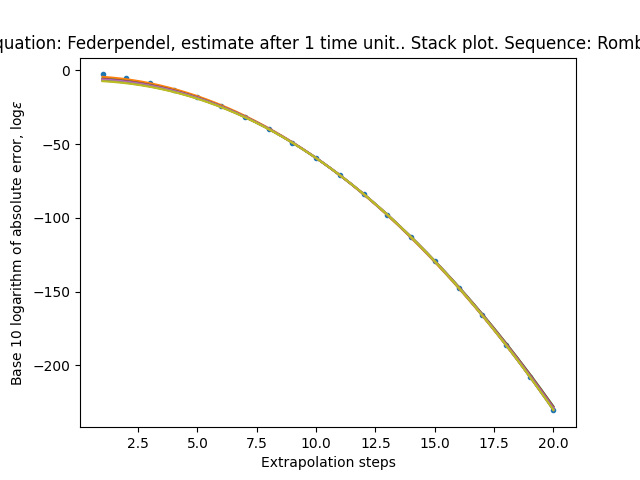 quation: Federpendel, estimate after 1 time unit.. Stack plot. Sequence: Romb
0
−50
−100
−150
−200
Base 10 logarithm of absolute error, logε
2.5 5.0 7.5 10.0 12.5 15.0 17.5 20.0
Extrapolation steps